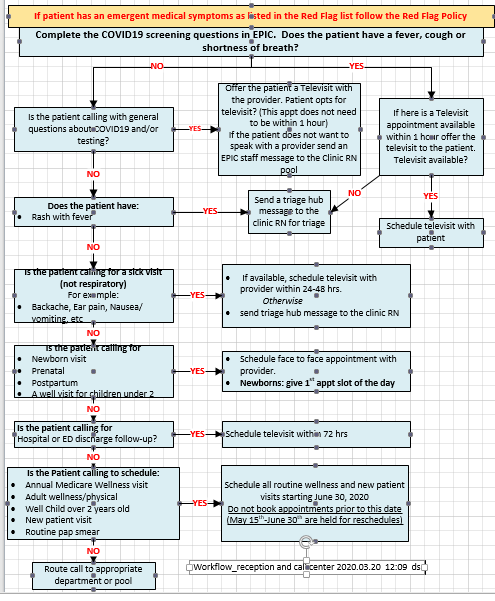 If patient has an emergent medical symptoms as listed in the Red Flag list follow the Red Flag Policy
Complete the COVID19 screening questions in EPIC. Does the patient have a fever, cough or
shortness of breath?
NO
YES
Is the patient calling with general
questions about COVID19 and/or
testing?
YES
Offer the patient a Televisit with
the provider. Patient opts for
televisit? (This appt does not need
to be within 1 hour)
If the patient does not want to
speak with a provider send an
EPIC staff message to the Clinic RN
pool
If here is a Televisit
appointment available
within 1 hour offer the
televisit to the patient.
Televisit available?
NO
NO
YES
Does the patient have:
• Rash with fever
YES
Send a triage hub
message to the
clinic RN for triage
Schedule televisit with
patient
NO
Is the patient calling for a sick visit
(not respiratory)
For example:
• Backache, Ear pain, Nausea/
vomiting, etc
YES
• If available, schedule televisit with
provider within 24-48 hrs.
Otherwise
• send triage hub message to the clinic RN
NO
Is the patient calling for
• Newborn visit
• Prenatal
• Postpartum
• A well visit for children under 2
YES
• Schedule face to face appointment with
provider.
• Newborns: give 1st appt slot of the day
NO
Is the patient calling for
Hospital or ED discharge follow-up?
YES
Schedule televisit within 72 hrs
NO
Is the Patient calling to schedule:
• Annual Medicare Wellness visit
• Adult wellness/physical
• Well Child over 2 years old
• New patient visit
• Routine pap smear
YES
Schedule all routine wellness and new patient
visits starting June 30, 2020
Do not book appointments prior to this date
(May 15th-June 30th are held for reschedules)
NO
Route call to appropriate
department or pool
Workflow_reception and call center 2020.03.20 12:09 ds